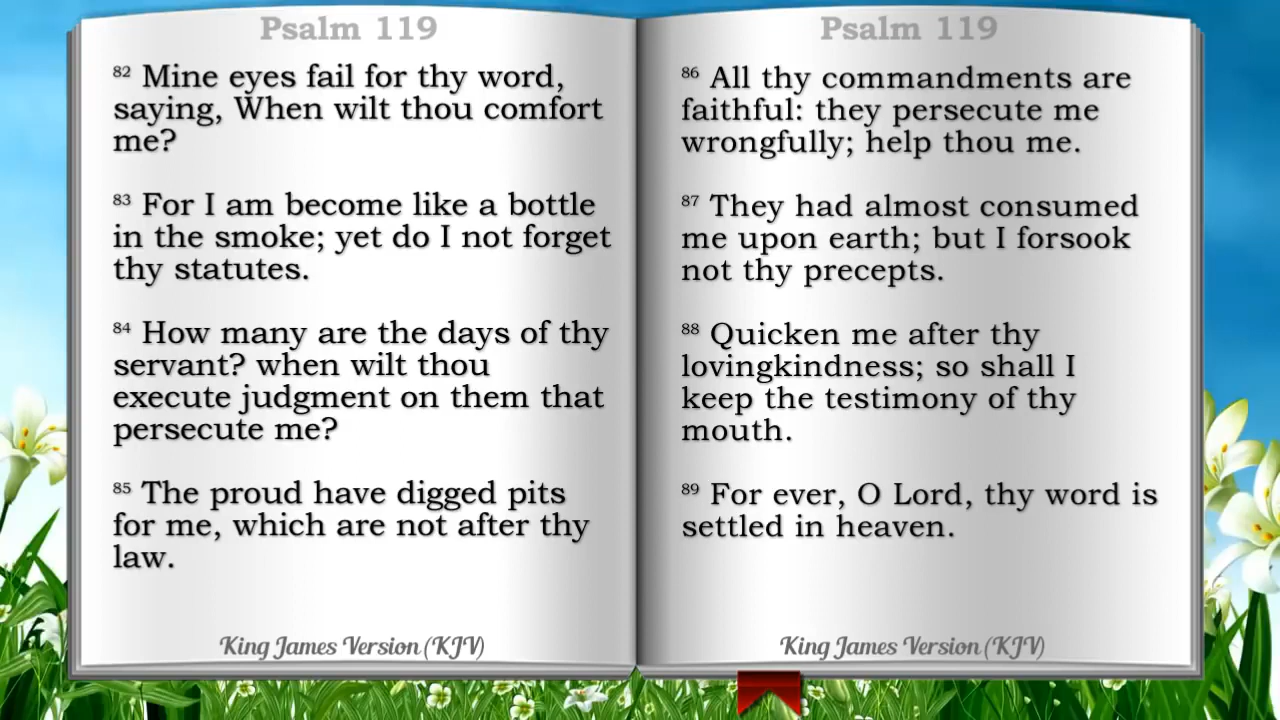 Psalm 119
82 Mine eyes fail for thy word,
saying, When wilt thou comfort
me?
83 For I am become like a bottle
in the smoke; yet do I not forget
thy statutes.
84 How many are the days of thy
servant? when wilt thou
execute judgment on them that
persecute me?
85 The proud have digged pits
for me, which are not after thy
law.
King James Version (KJV)
Psalm 119
86 All thy commandments are
faithful: they persecute me
wrongfully; help thou me.
87 They had almost consumed
me upon earth; but I forsook
not thy precepts.
88 Quicken me after thy
lovingkindness; so shall I
keep the testimony of thy
mouth.
89 For ever, O Lord, thy word is
settled in heaven.
King James Version (KJV)